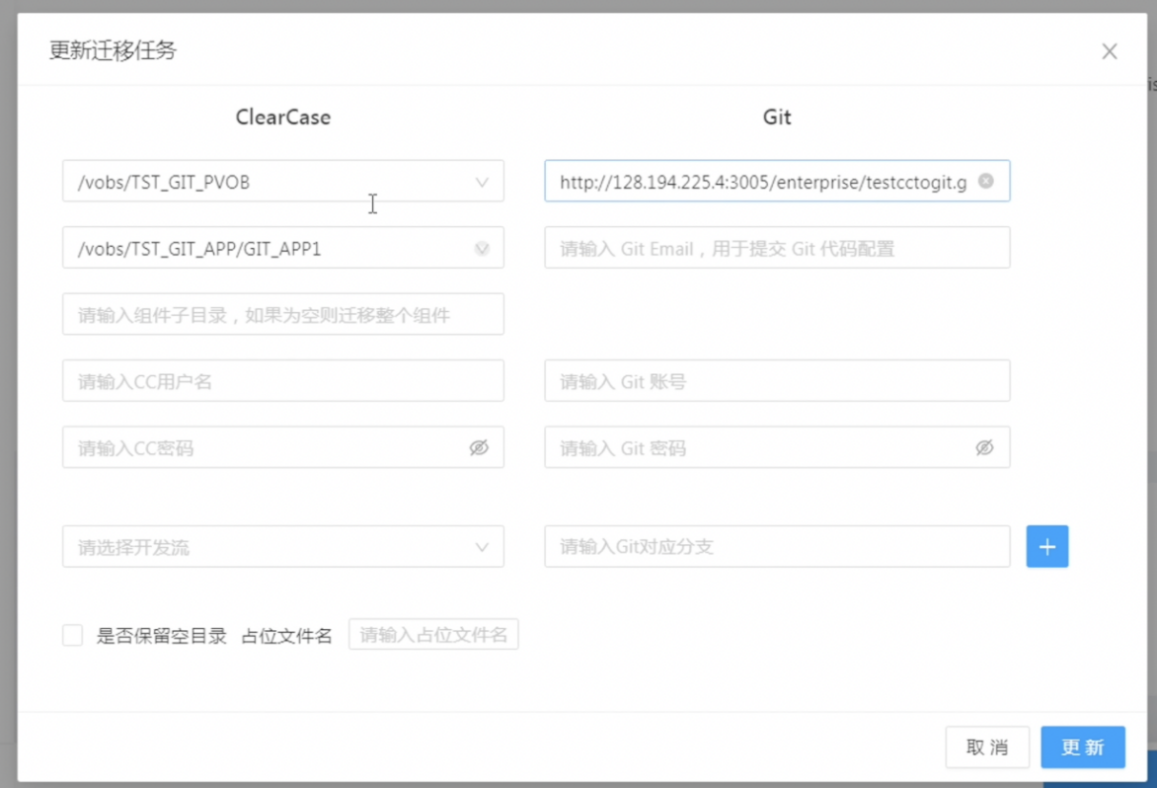 更新迁移任务
ClearCase
Git
/vobs/TST_GIT_PVOB
http://128.194.225.4:3005/enterprise/testcctogit.g
/vobs/TST_GIT_APP/GIT_APP1
请输入 Git Email，用于提交 Git 代码配置
请输入组件子目录，如果为空则迁移整个组件
请输入CC用户名
请输入 Git 账号
请输入CC密码
请输入 Git 密码
请选择开发流
请输入Git对应分支
是否保留空目录 占位文件名 请输入占位文件名
取 消
更 新